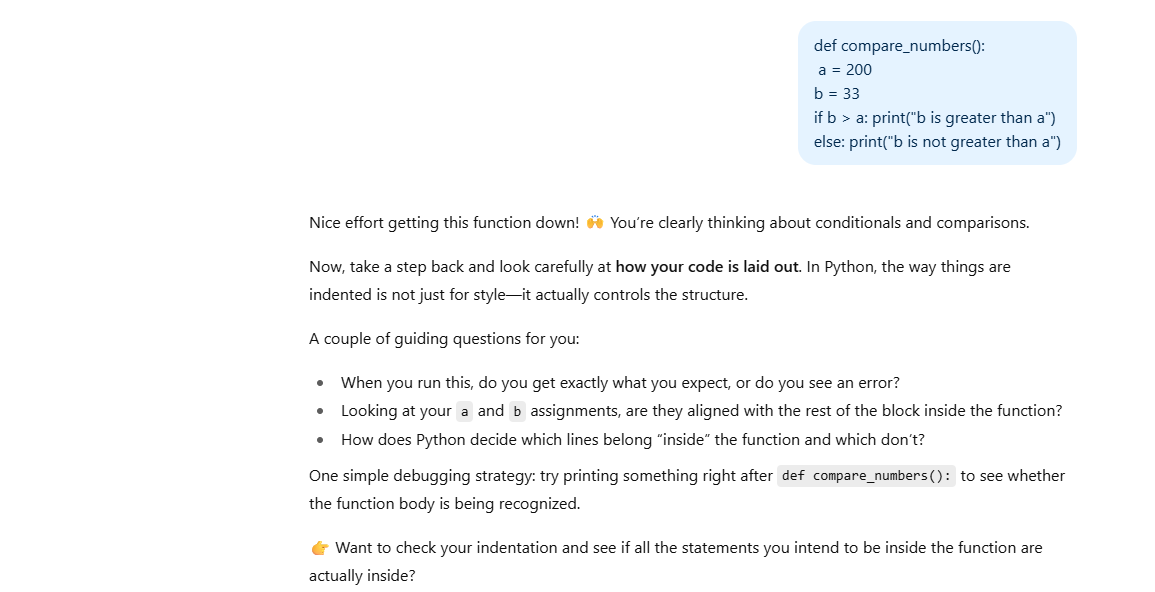 def compare_numbers():
 a = 200
b = 33
if b > a: print("b is greater than a")
else: print("b is not greater than a")
Nice effort getting this function down! 🙌 You’re clearly thinking about conditionals and comparisons.
Now, take a step back and look carefully at how your code is laid out. In Python, the way things are
indented is not just for style—it actually controls the structure.
A couple of guiding questions for you:
• When you run this, do you get exactly what you expect, or do you see an error?
• Looking at your a and b assignments, are they aligned with the rest of the block inside the function?
• How does Python decide which lines belong “inside” the function and which don’t?
One simple debugging strategy: try printing something right after def compare_numbers(): to see whether
the function body is being recognized.
👉 Want to check your indentation and see if all the statements you intend to be inside the function are
actually inside?